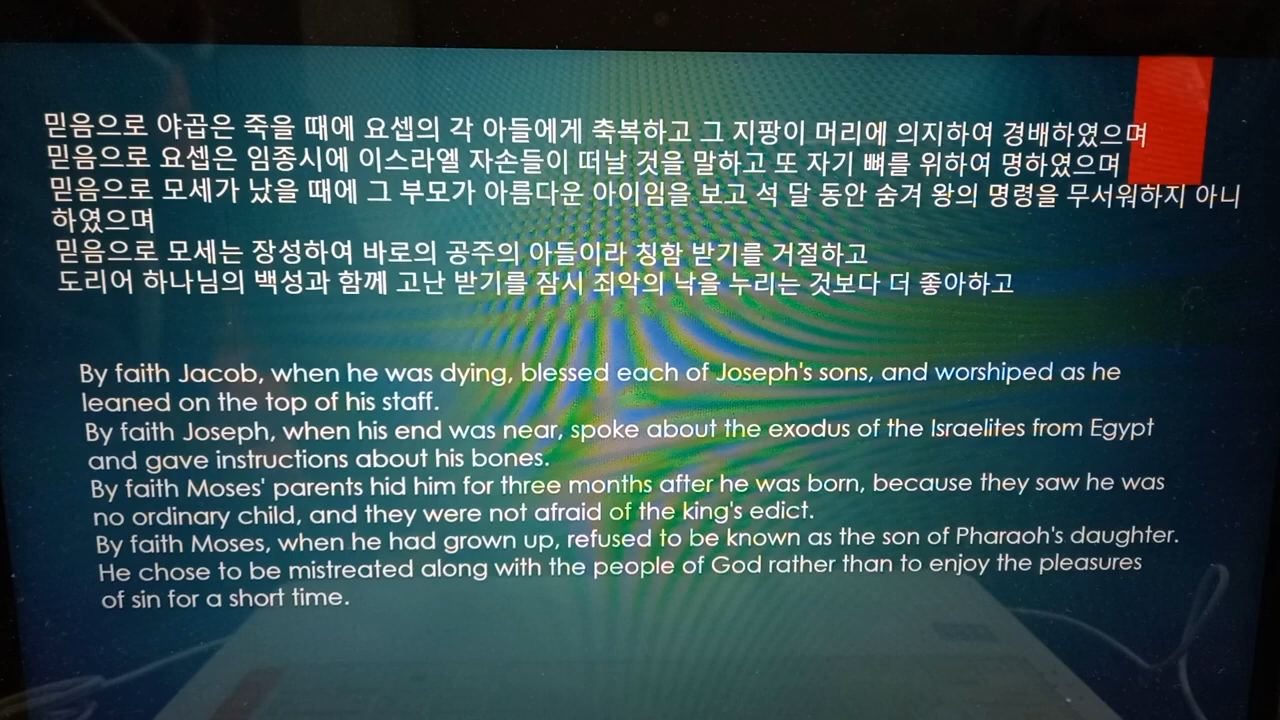 믿음으로 야곱은 죽을 때에 요셉의 각 아들에게 축복하고 그 지팡이 머리에 의지하여 경배하였으며
믿음으로 요셉은 임종시에 이스라엘 자손들이 떠날 것을 말하고 또 자기 뼈를 위하여 명하였으며
믿음으로 모세가 났을 때에 그 부모가 아름다운 아이임을 보고 석 달 동안 숨겨 왕의 명령을 무서워하지 아니
하였으며
믿음으로 모세는 장성하여 바로의 공주의 아들이라 칭함 받기를 거절하고
도리어 하나님의 백성과 함께 고난 받기를 잠시 죄악의 낙을 누리는 것보다 더 좋아하고
By faith Jacob, when he was dying, blessed each of Joseph's sons, and worshiped as he
leaned on the top of his staff.
By faith Joseph, when his end was near, spoke about the exodus of the Israelites from Egypt
and gave instructions about his bones.
By faith Moses' parents hid him for three months after he was born, because they saw he was
no ordinary child, and they were not afraid of the king's edict.
By faith Moses, when he had grown up, refused to be known as the son of Pharaoh's daughter.
He chose to be mistreated along with the people of God rather than to enjoy the pleasures
of sin for a short time.